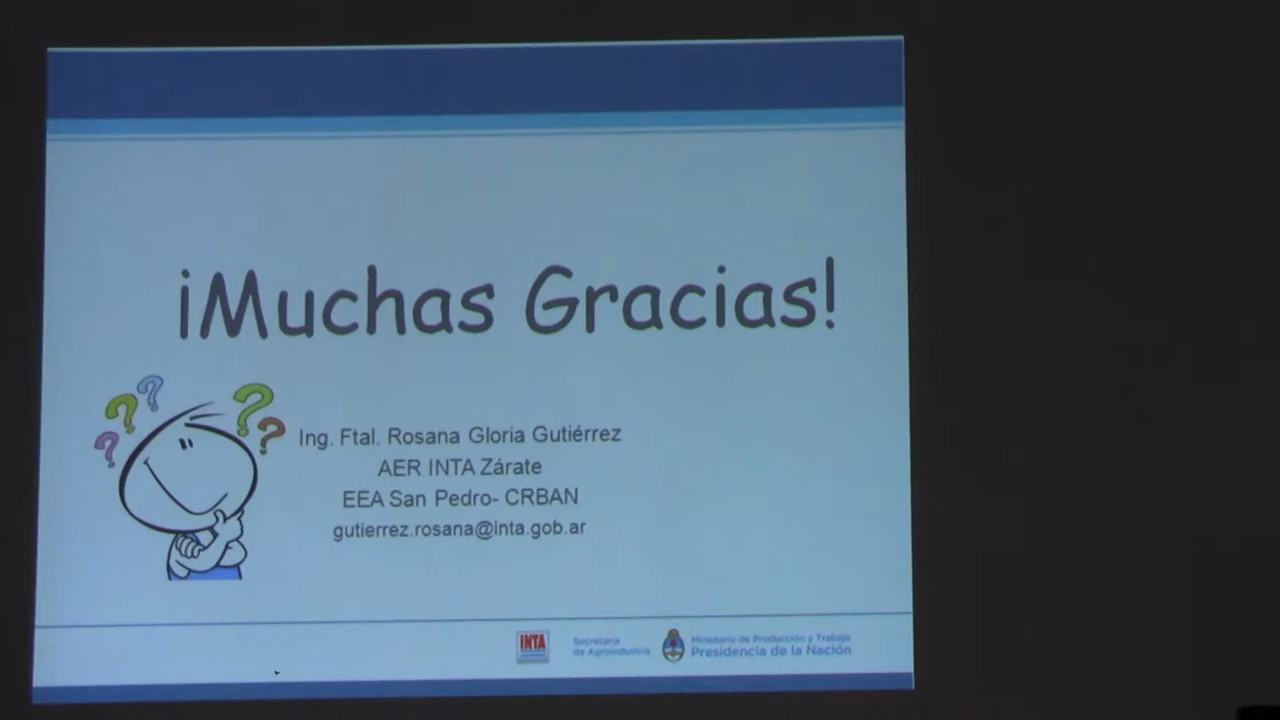 ¡Muchas Gracias!
? ? ? ?
?
Ing. Ftal. Rosana Gloria Gutiérrez
AER INTA Zárate
EEA San Pedro- CRBAN
gutierrez.rosana@inta.gob.ar
INTA
Secretaría
de Agroindustria
Ministerio de Producción y Trabajo
Presidencia de la Nación